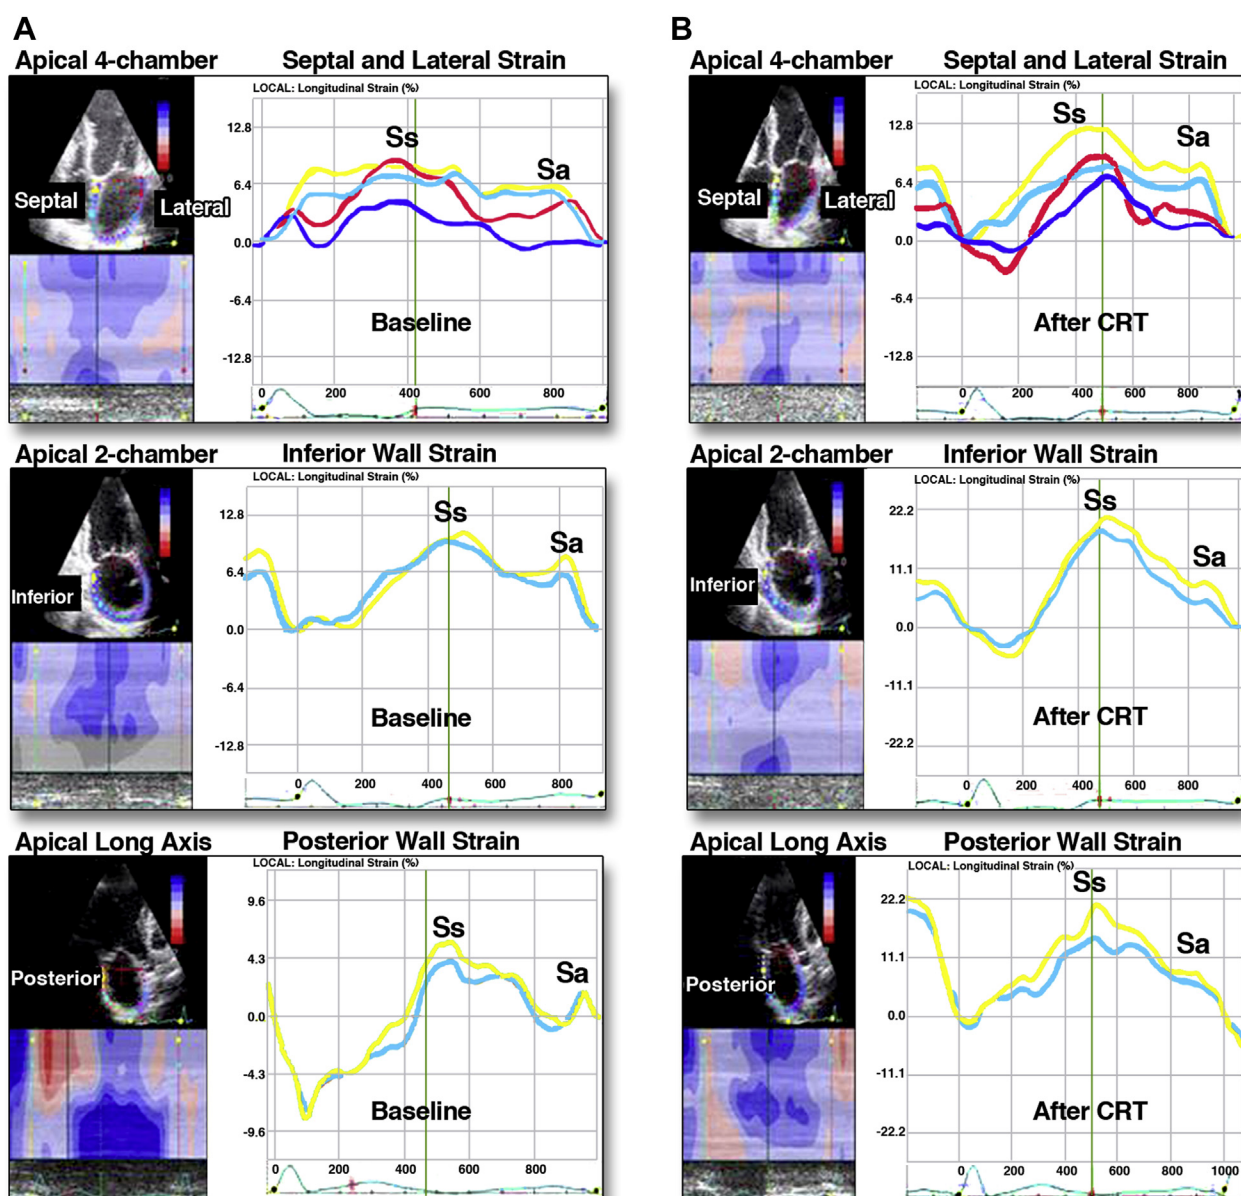 A
Apical 4-chamber
Septal and Lateral Strain
LOCAL: Longitudinal Strain (%)
12.8
6.4
0.0
-6.4
-12.8
Septal
Lateral
Ss
Sa
Baseline
0 200 400 600 800
Apical 2-chamber
Inferior Wall Strain
LOCAL: Longitudinal Strain (%)
12.8
6.4
0.0
-6.4
-12.8
Inferior
Ss
Sa
Baseline
0 200 400 600 800
Apical Long Axis
Posterior Wall Strain
LOCAL: Longitudinal Strain (%)
9.6
4.3
0.0
-4.3
-9.6
Posterior
Ss
Sa
Baseline
0 200 400 600 800
B
Apical 4-chamber
Septal and Lateral Strain
LOCAL: Longitudinal Strain (%)
12.8
6.4
0.0
-6.4
-12.8
Septal
Lateral
Ss
Sa
After CRT
0 200 400 600 800
Apical 2-chamber
Inferior Wall Strain
LOCAL: Longitudinal Strain (%)
22.2
11.1
0.0
-11.1
-22.2
Inferior
Ss
Sa
After CRT
0 200 400 600 800
Apical Long Axis
Posterior Wall Strain
LOCAL: Longitudinal Strain (%)
22.2
11.1
0.0
-11.1
-22.2
Posterior
Ss
Sa
After CRT
0 200 400 600 800 1000